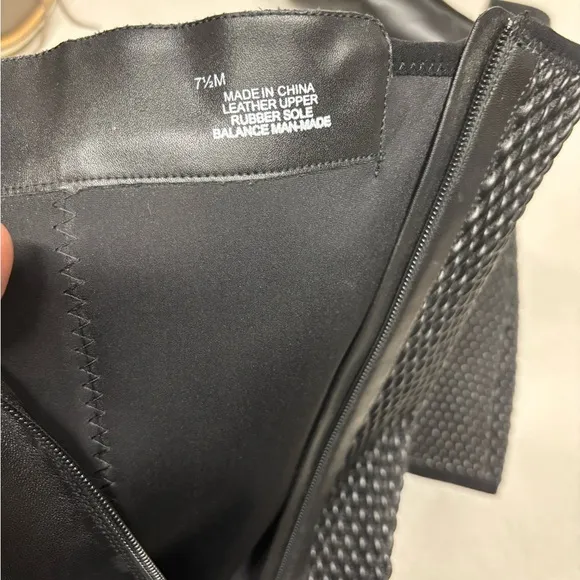 7½M
MADE IN CHINA
LEATHER UPPER
RUBBER SOLE
BALANCE MAN-MADE